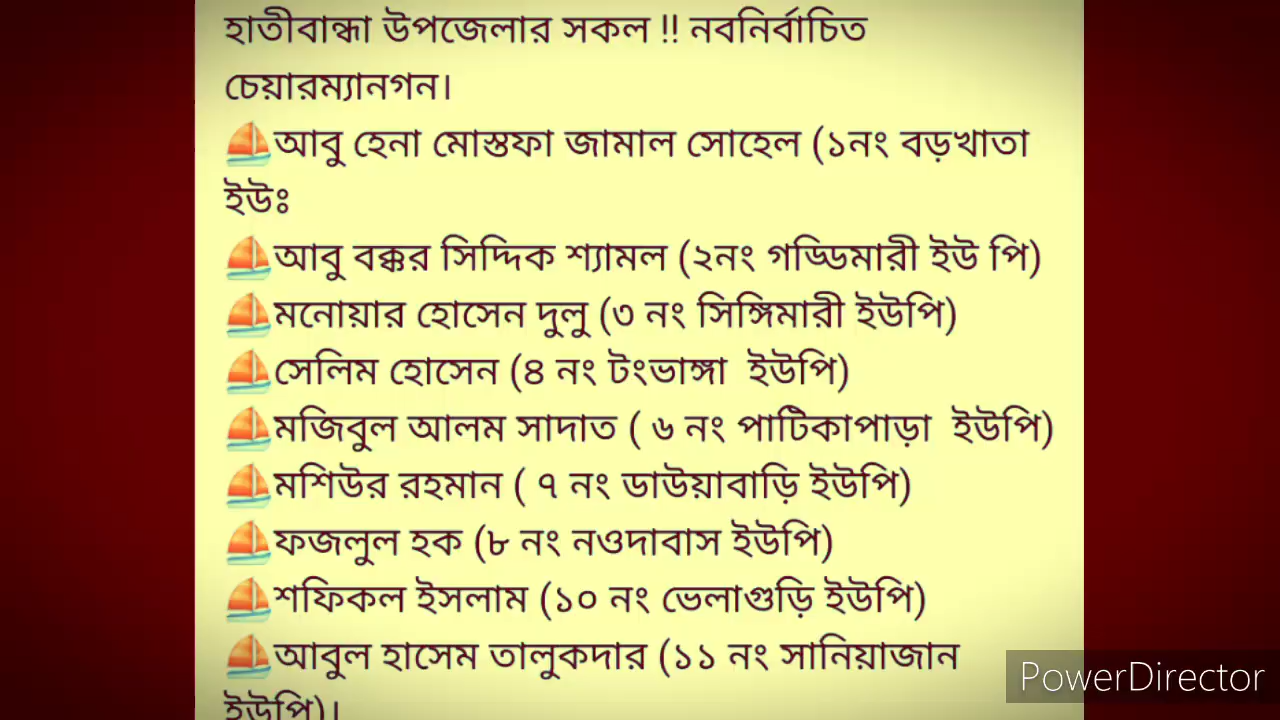 হাতীবান্ধা উপজেলার সকল !! নবনির্বাচিত
চেয়ারম্যানগন।
⛵আবু হেনা মোস্তফা জামাল সোহেল (১নং বড়খাতা
ইউঃ
⛵আবু বক্কর সিদ্দিক শ্যামল (২নং গড্ডিমারী ইউ পি)
⛵মনোয়ার হোসেন দুলু (৩ নং সিঙ্গিমারী ইউপি)
⛵সেলিম হোসেন (৪ নং টংভাঙ্গা  ইউপি)
⛵মজিবুল আলম সাদাত ( ৬ নং পাটিকাপাড়া  ইউপি)
⛵মশিউর রহমান ( ৭ নং ডাউয়াবাড়ি ইউপি)
⛵ফজলুল হক (৮ নং নওদাবাস ইউপি)
⛵শফিকল ইসলাম (১০ নং ভেলাগুড়ি ইউপি)
⛵আবুল হাসেম তালুকদার (১১ নং সানিয়াজান
ইউপি)।
PowerDirector